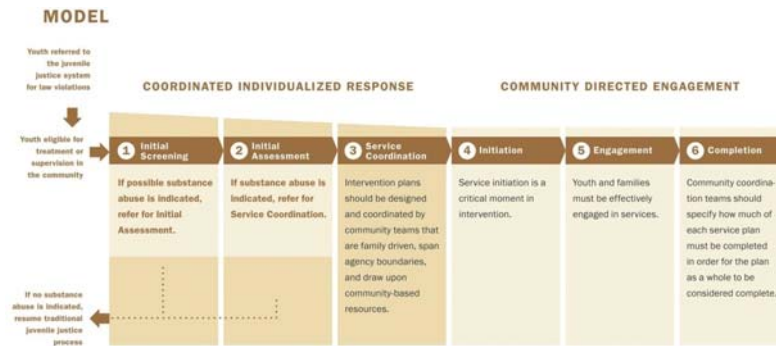 MODEL
Youth referred to
the juvenile
justice system
for law violations
COORDINATED INDIVIDUALIZED RESPONSE
COMMUNITY DIRECTED ENGAGEMENT
Youth eligible for
treatment or
supervision in
the community
1 Initial
Screening
If possible substance
abuse is indicated,
refer for Initial
Assessment.
2 Initial
Assessment
If substance abuse is
indicated, refer for
Service Coordination.
3 Service
Coordination
Intervention plans
should be designed
and coordinated by
community teams that
are family driven, span
agency boundaries,
and draw upon
community-based
resources.
4 Initiation
Service initiation is a
critical moment in
intervention.
5 Engagement
Youth and families
must be effectively
engaged in services.
6 Completion
Community coordina-
tion teams should
specify how much of
each service plan
must be completed
in order for the plan
as a whole to be
considered complete.
If no substance
abuse is indicated,
resume traditional
juvenile justice
process